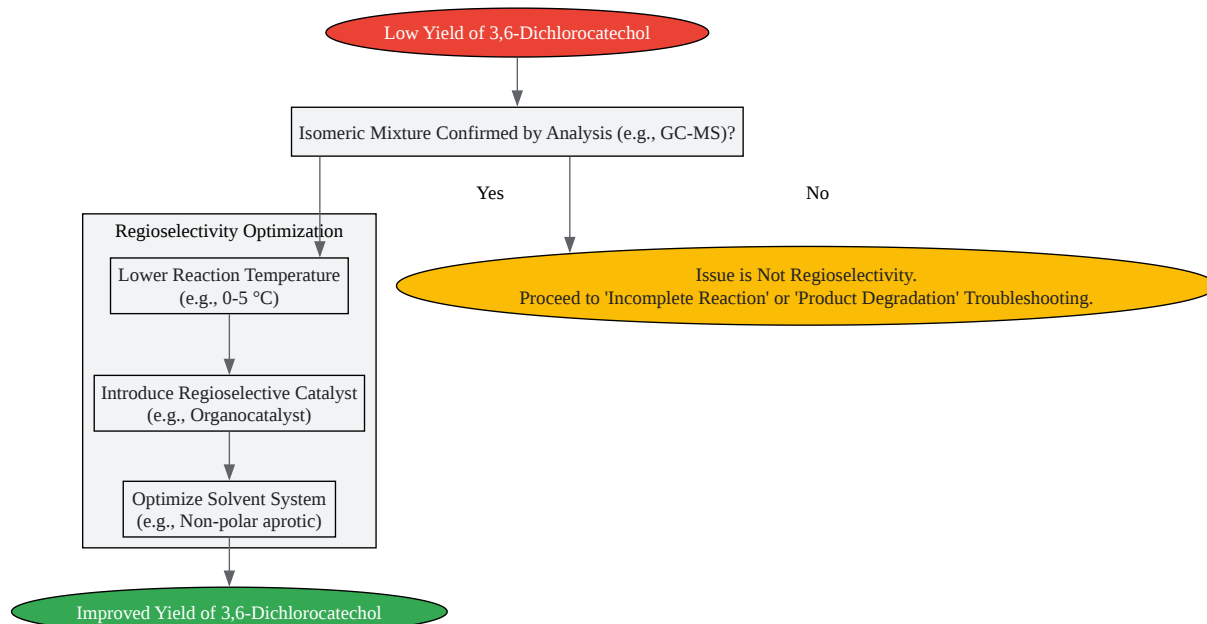 Low Yield of 3,6-Dichlorocatechol
Isomeric Mixture Confirmed by Analysis (e.g., GC-MS)?
Yes
No
Regioselectivity Optimization
Lower Reaction Temperature
(e.g., 0-5 °C)
Issue is Not Regioselectivity.
Proceed to 'Incomplete Reaction' or 'Product Degradation' Troubleshooting.
Introduce Regioselective Catalyst
(e.g., Organocatalyst)
Optimize Solvent System
(e.g., Non-polar aprotic)
Improved Yield of 3,6-Dichlorocatechol